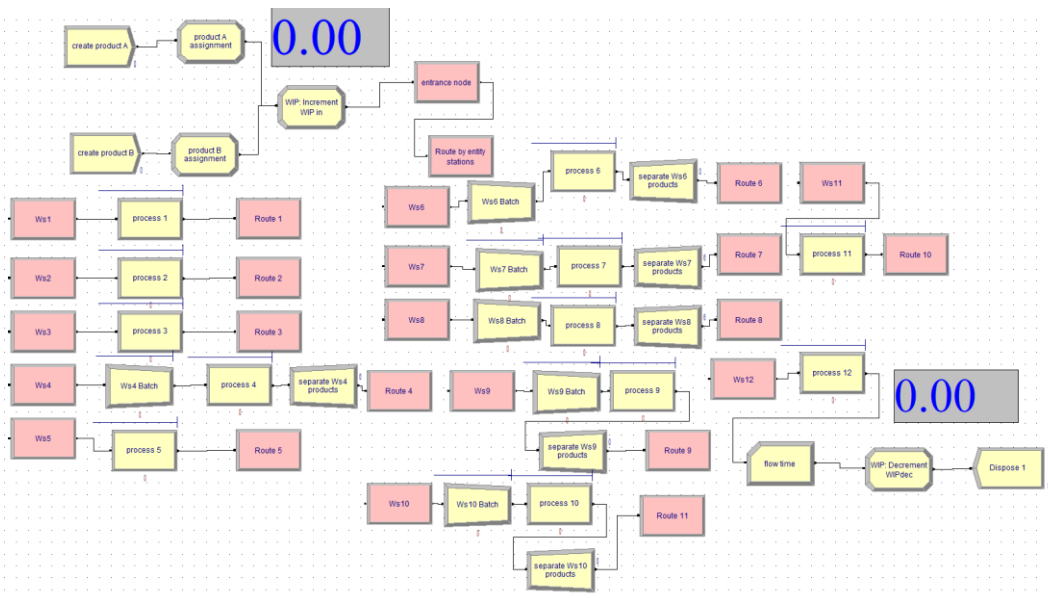 create product A
product A
assignment
0.00
WIP: Increment
WIP in
entrance node
create product B
product B
assignment
Route by entity
stations
Ws1
process 1
Route 1
Ws2
process 2
Route 2
Ws3
process 3
Route 3
Ws4
Ws4 Batch
process 4
separate Ws4
products
Route 4
Ws5
process 5
Route 5
Ws6
Ws6 Batch
process 6
separate Ws6
products
Route 6
Ws11
Ws7
Ws7 Batch
process 7
separate Ws7
products
Route 7
process 11
Route 10
Ws8
Ws8 Batch
process 8
separate Ws8
products
Route 8
Ws9
Ws9 Batch
process 9
separate Ws9
products
Route 9
Ws12
process 12
0.00
flow time
WIP: Decrement
WIPdec
Dispose 1
Ws10
Ws10 Batch
process 10
separate Ws10
products
Route 11